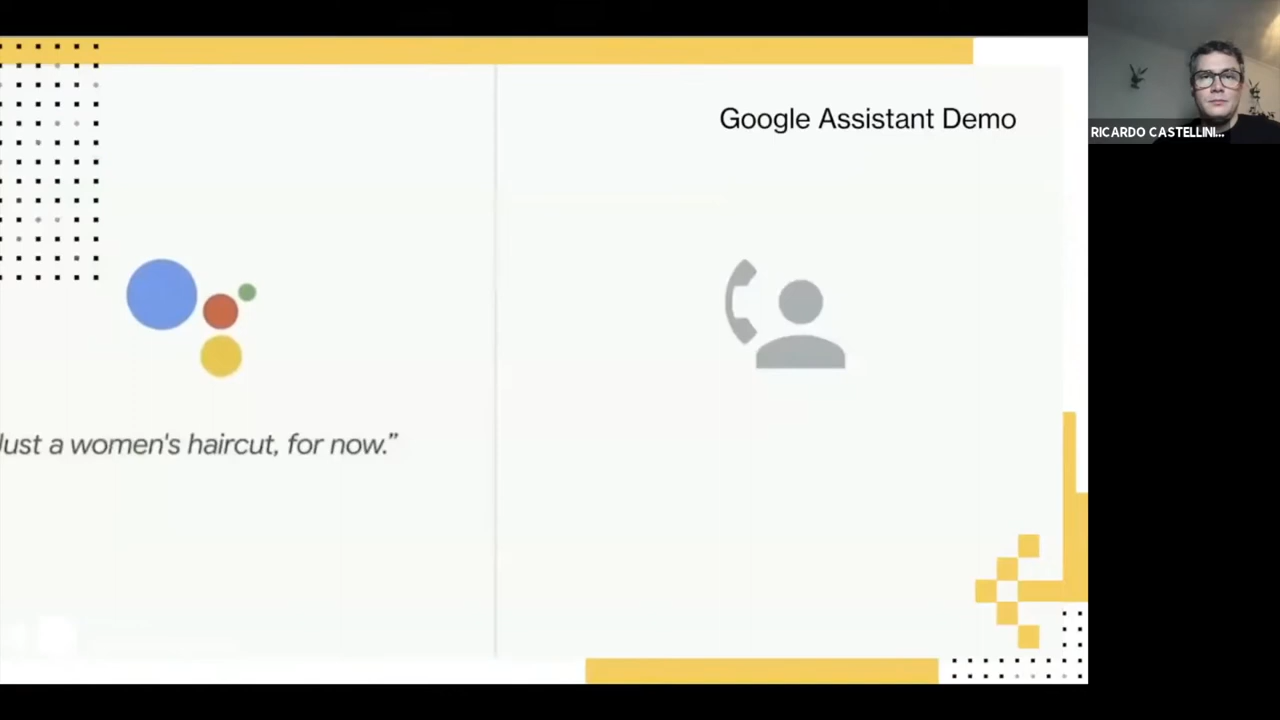 Google Assistant Demo
RICARDO CASTELLINI...
Just a women's haircut, for now.”